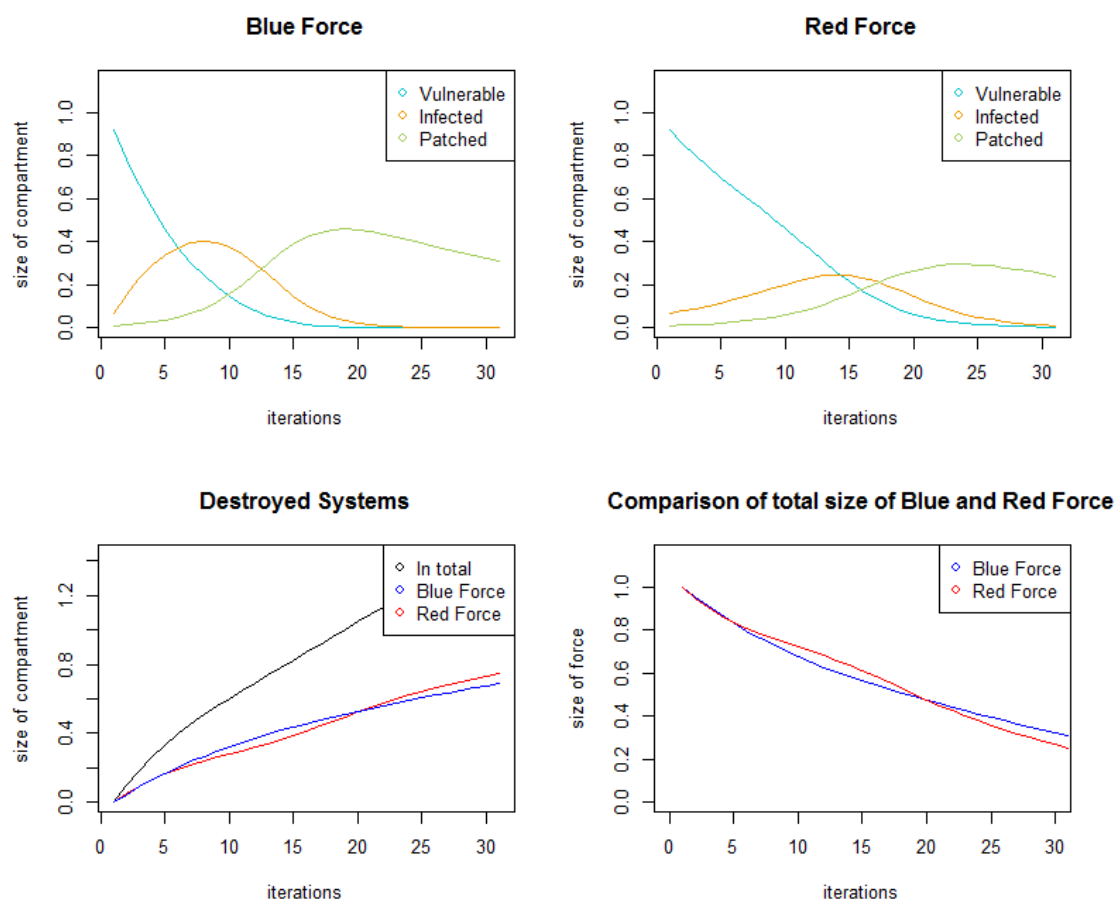 Blue Force
size of compartment
0.0 0.2 0.4 0.6 0.8 1.0
Vulnerable
Infected
Patched
0 5 10 15 20 25 30
iterations
Red Force
size of compartment
0.0 0.2 0.4 0.6 0.8 1.0
Vulnerable
Infected
Patched
0 5 10 15 20 25 30
iterations
Destroyed Systems
size of compartment
0.0 0.4 0.8 1.2
In total
Blue Force
Red Force
0 5 10 15 20 25 30
iterations
Comparison of total size of Blue and Red Force
size of force
0.0 0.2 0.4 0.6 0.8 1.0
Blue Force
Red Force
0 5 10 15 20 25 30
iterations